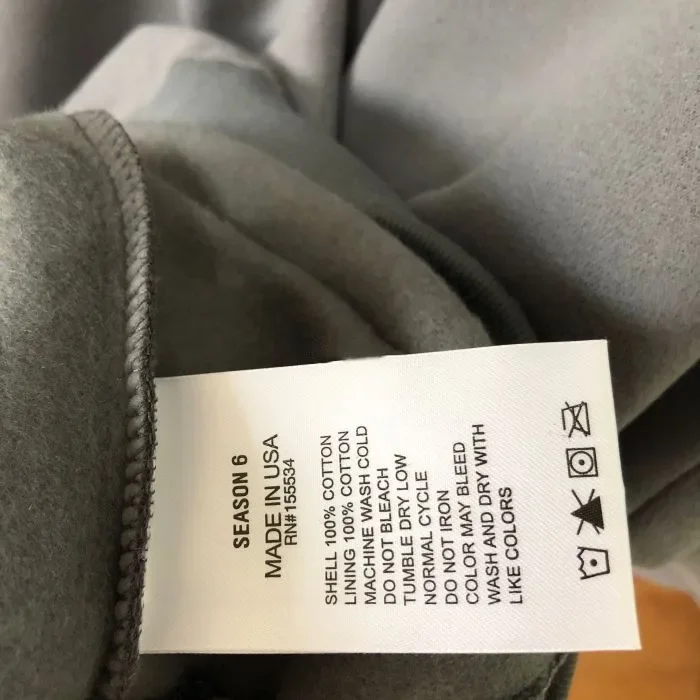 SEASON 6
MADE IN USA
RN#155534
SHELL 100% COTTON
LINING 100% COTTON
MACHINE WASH COLD
DO NOT BLEACH
TUMBLE DRY LOW
NORMAL CYCLE
DO NOT IRON
COLOR MAY BLEED
WASH AND DRY WITH
LIKE COLORS